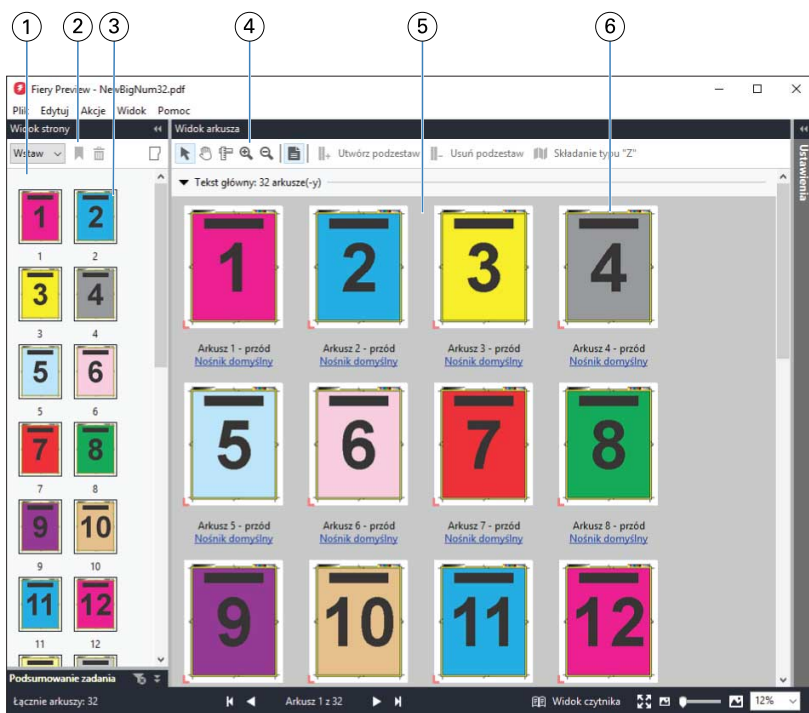 1 2 3 4 5 6
Fiery Preview - NewBigNum32.pdf
Plik Edytuj Akcje Widok Pomoc
Widok strony
Widok arkusza
Wstaw
Utwórz podzestaw Usuń podzestaw Składanie typu "Z"
Ustawienia
Tekst główny: 32 arkusze(-y)
1 2
1 2
3 4
3 4
5 6
5 6
7 8
7 8
9 10
9 10
11 12
11 12
1 2 3 4
Arkusz 1 - przód Arkusz 2 - przód Arkusz 3 - przód Arkusz 4 - przód
Nośnik domyślny Nośnik domyślny Nośnik domyślny Nośnik domyślny
5 6 7 8
Arkusz 5 - przód Arkusz 6 - przód Arkusz 7 - przód Arkusz 8 - przód
Nośnik domyślny Nośnik domyślny Nośnik domyślny Nośnik domyślny
9 10 11 12
Podsumowanie zadania
Łącznie arkuszy: 32
Arkusz 1 z 32
Widok czytnika
12%